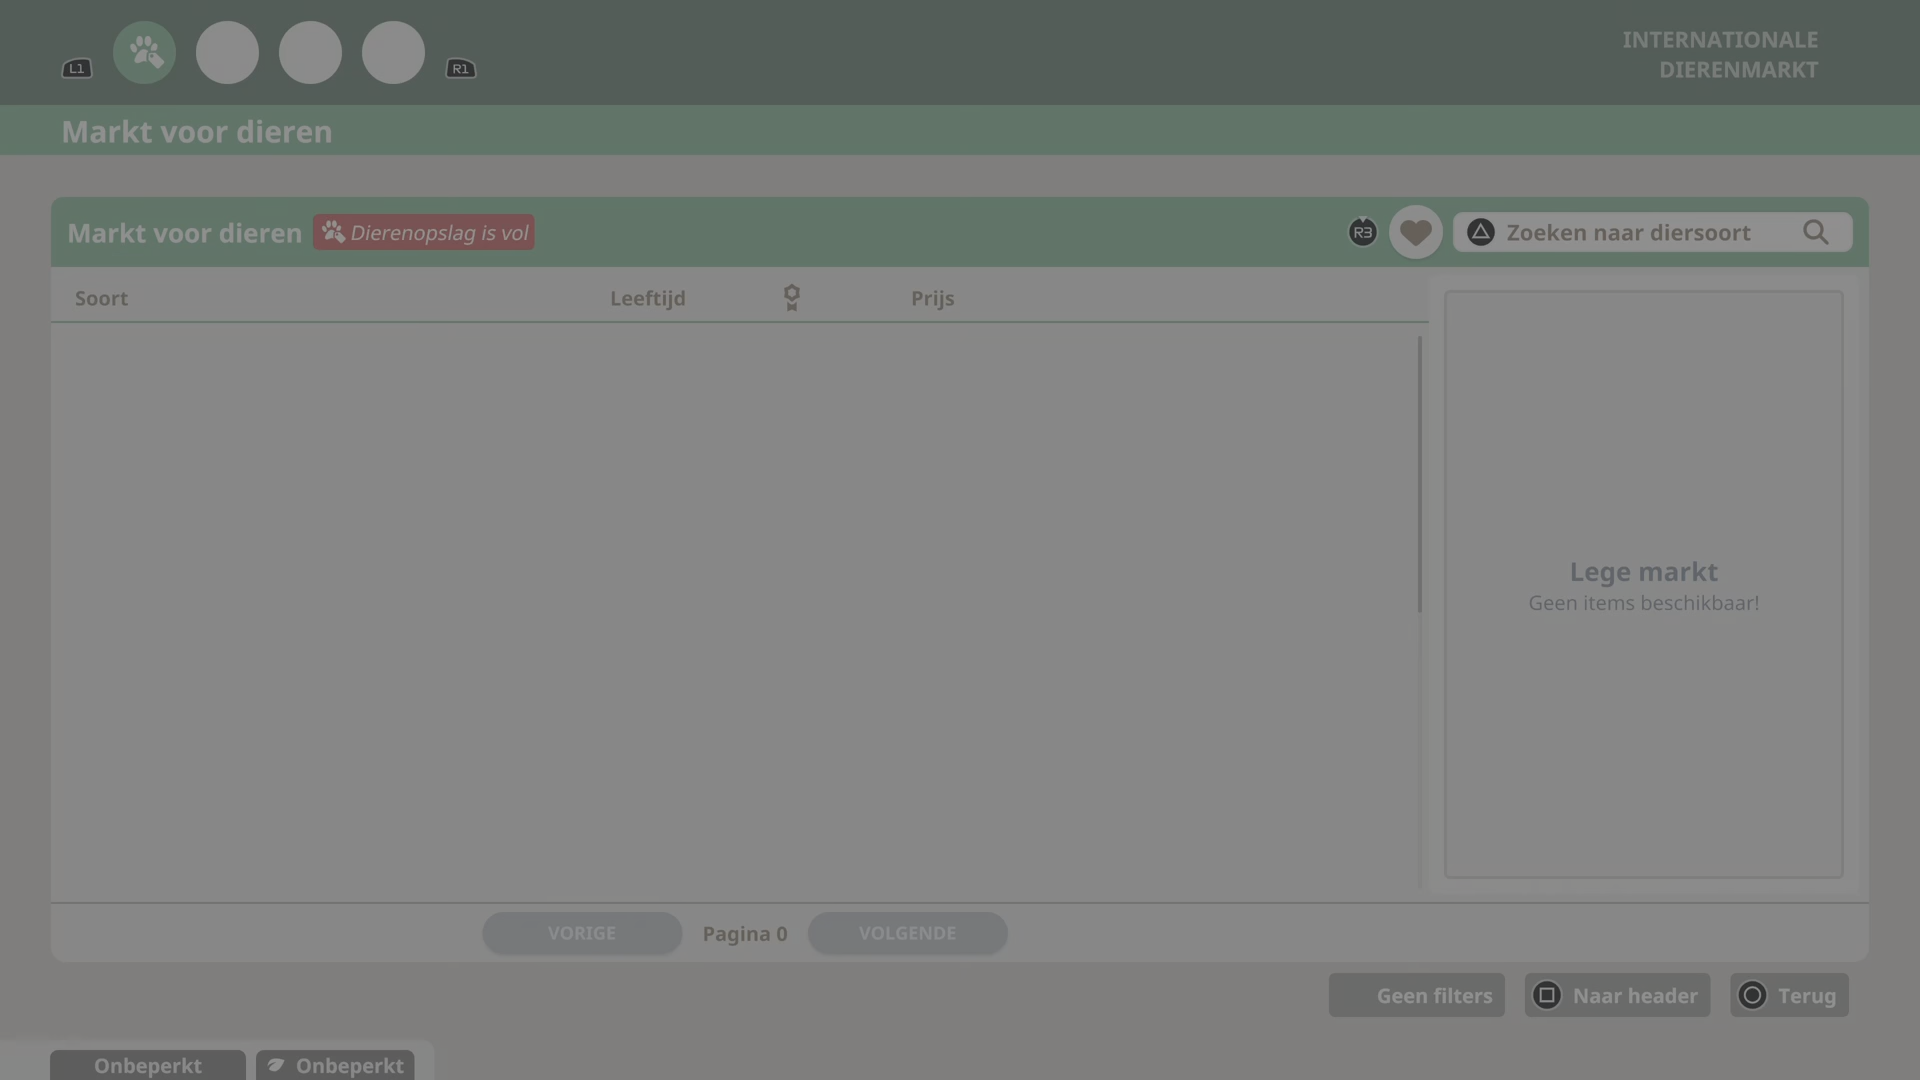 L1
R1
INTERNATIONALE
DIERENMARKT
Markt voor dieren
Markt voor dieren
Dierenopslag is vol
R3
Zoeken naar diersoort
Soort
Leeftijd
Prijs
Lege markt
Geen items beschikbaar!
VORIGE
Pagina 0
VOLGENDE
Geen filters
Naar header
Terug
Onbeperkt
Onbeperkt